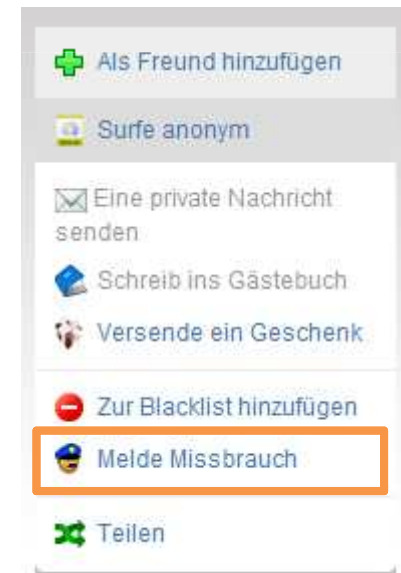 Als Freund hinzufügen
Surfe anonym
Eine private Nachricht
senden
Schreib ins Gästebuch
Versende ein Geschenk
Zur Blacklist hinzufügen
Melde Missbrauch
Teilen